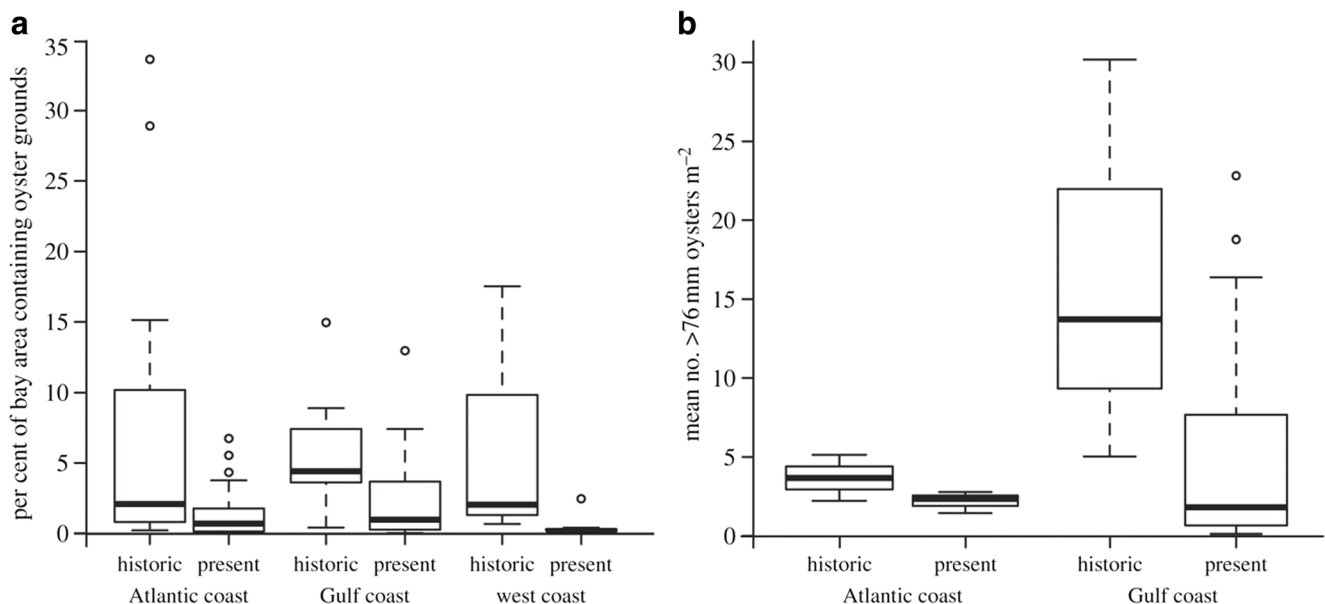 a
per cent of bay area containing oyster grounds
35
30
25
20
15
10
5
0
historic present historic present historic present
Atlantic coast Gulf coast west coast
b
mean no. >76 mm oysters m⁻²
30
25
20
15
10
5
0
historic present historic present
Atlantic coast Gulf coast